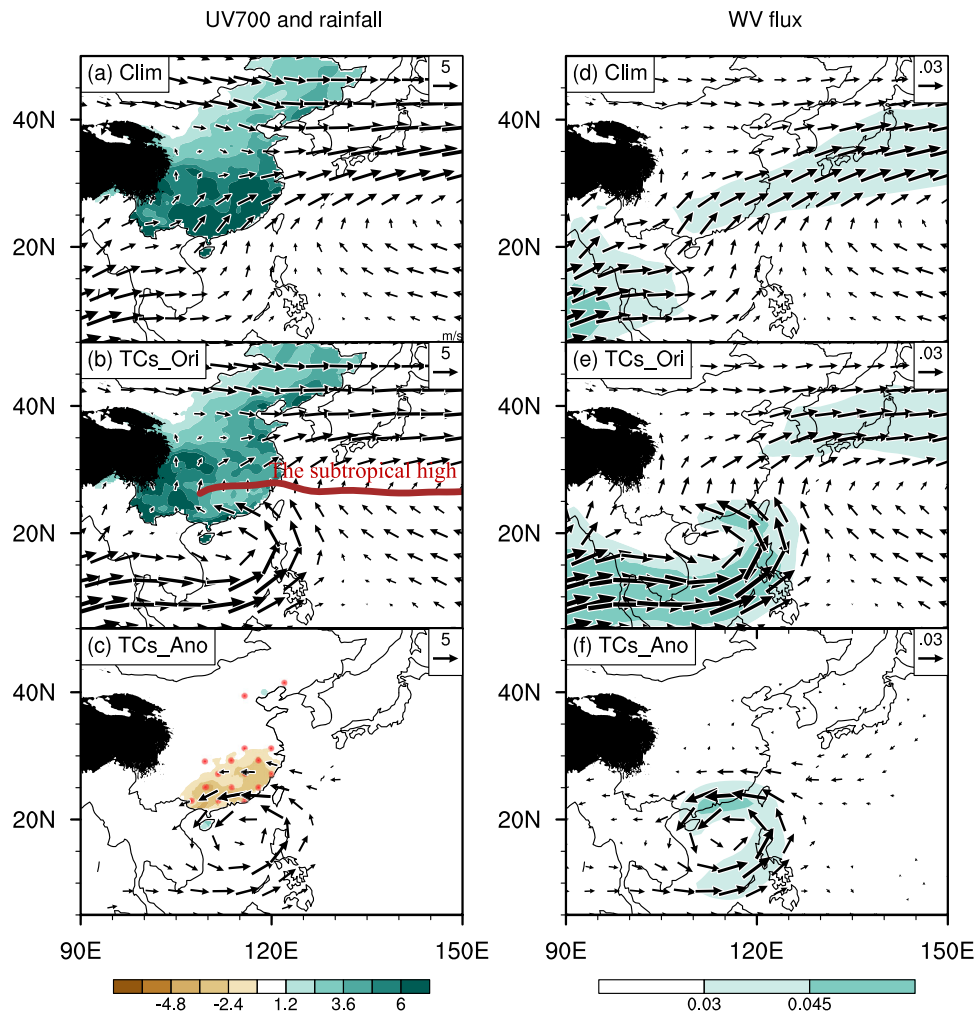 UV700 and rainfall
WV flux
(a) Clim
5
(d) Clim
.03
40N
40N
20N
20N
m/s
(b) TCs_Ori
5
(e) TCs_Ori
.03
40N
40N
The subtropical high
20N
20N
(c) TCs_Ano
5
(f) TCs_Ano
.03
40N
40N
20N
20N
90E
120E
150E
90E
120E
150E
-4.8
-2.4
1.2
3.6
6
0.03
0.045